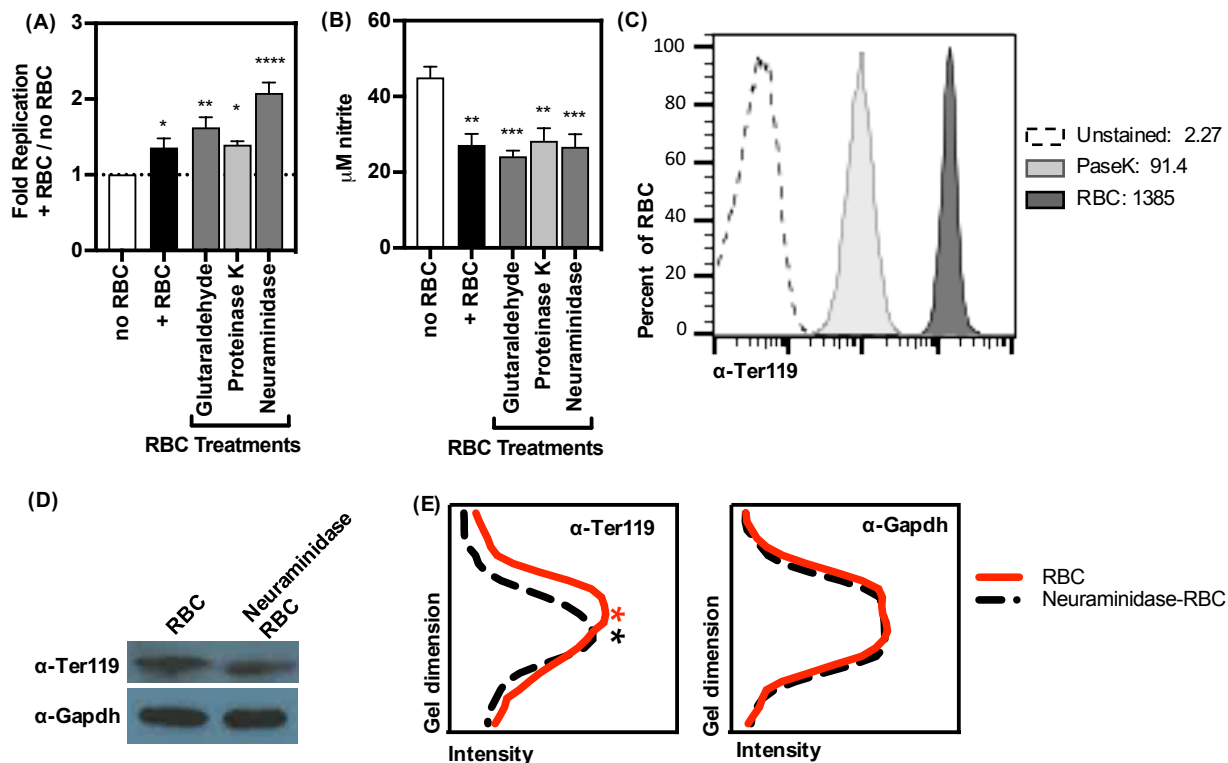 (A)
Fold Replication
+ RBC / no RBC
3
2
1
0
*
**
*
****
no RBC
+ RBC
Glutaraldehyde
Proteinase K
Neuraminidase
RBC Treatments
(B)
µM nitrite
60
40
20
0
**
***
**
***
no RBC
+ RBC
Glutaraldehyde
Proteinase K
Neuraminidase
RBC Treatments
(C)
Percent of RBC
100
80
60
40
20
0
α-Ter119
Unstained: 2.27
PaseK: 91.4
RBC: 1385
(D)
RBC
Neuraminidase
RBC
α-Ter119
α-Gapdh
(E)
α-Ter119
*
*
Gel dimension
Intensity
α-Gapdh
Gel dimension
Intensity
RBC
Neuraminidase-RBC